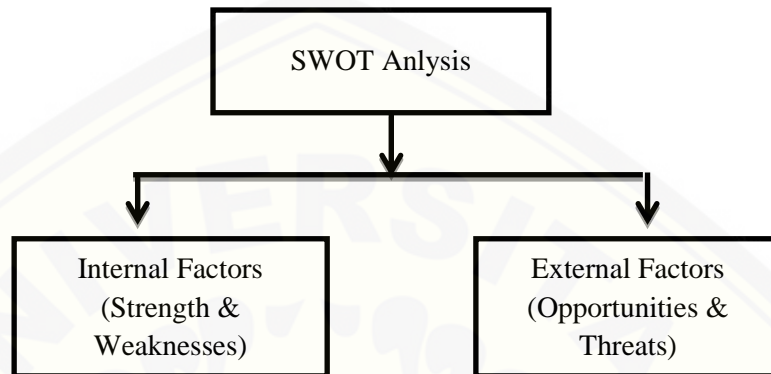 SWOT Anlysis
Internal Factors
(Strength &
Weaknesses)
External Factors
(Opportunities &
Threats)